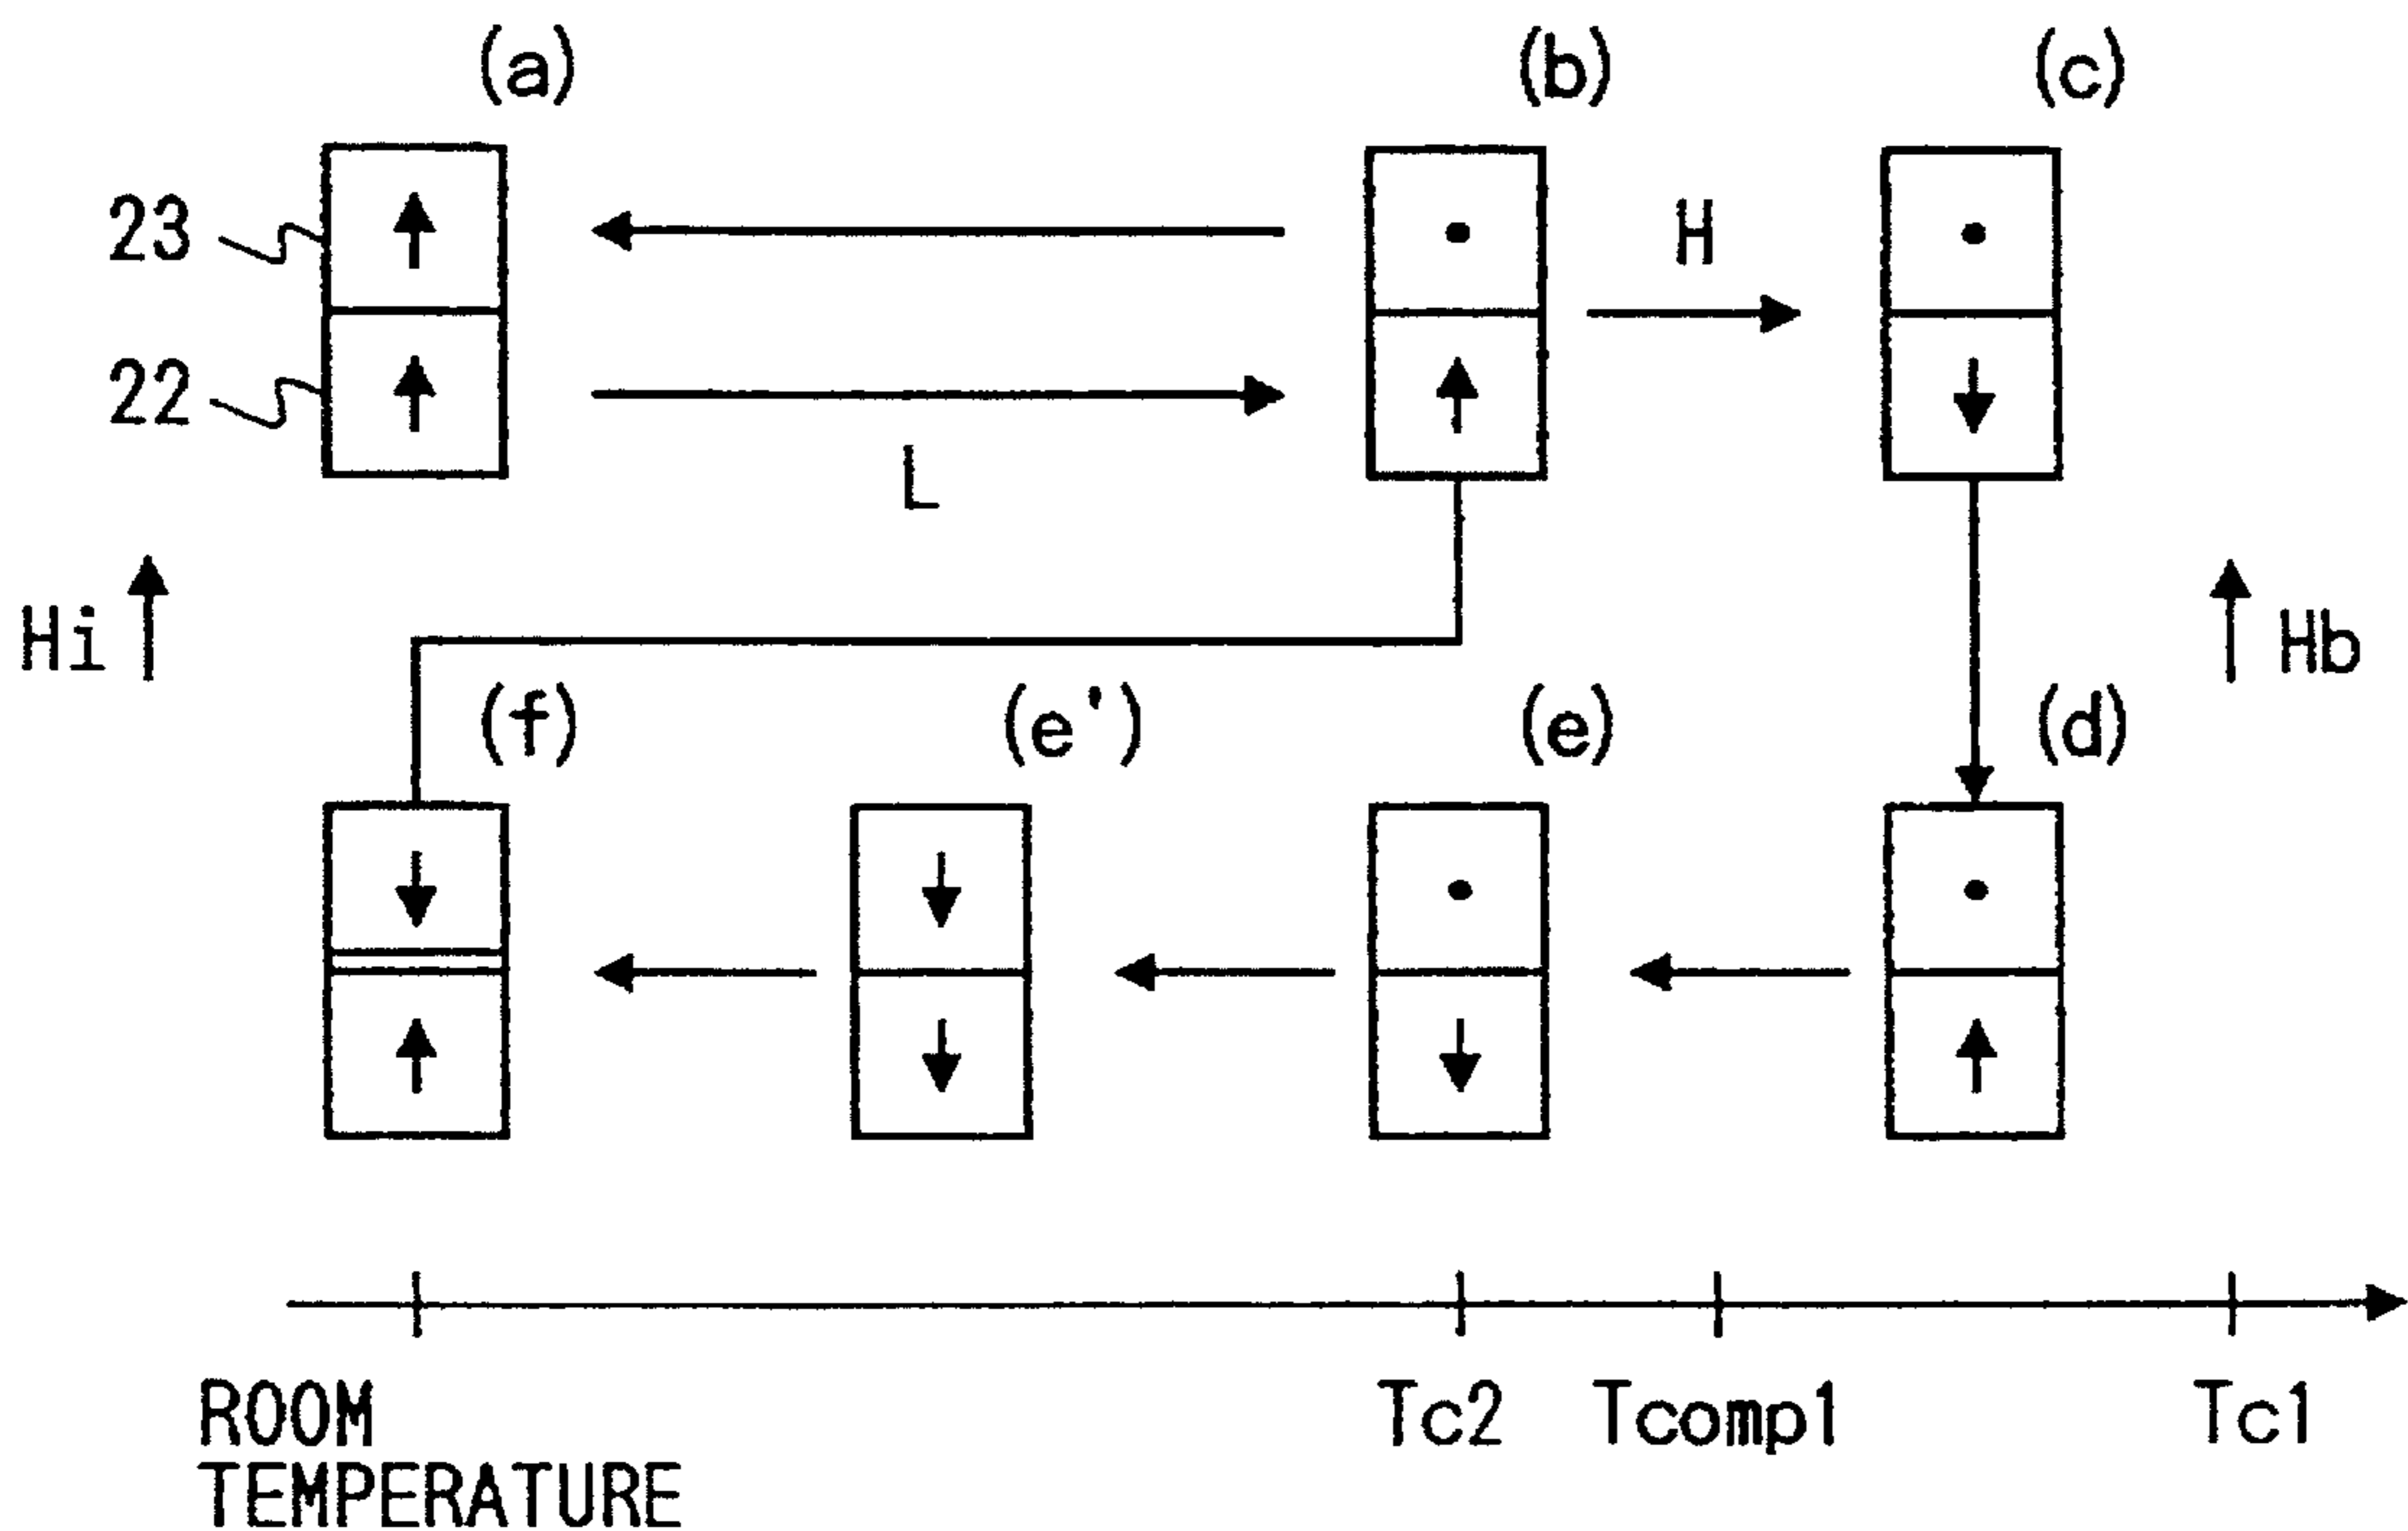 (a) (b) (c)
23 H
22
L
Hi Hb
(f) (e') (e) (d)
ROOM TEMPERATURE
Tc2 Tcomp1 Tc1